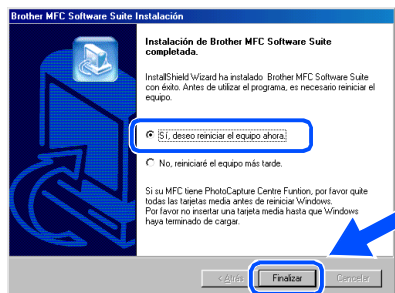 Brother MFC Software Suite Instalación
Instalación de Brother MFC Software Suite
completada.
InstallShield Wizard ha instalado Brother MFC Software Suite
con éxito. Antes de utilizar el programa, es necesario reiniciar el
equipo.
Sí, deseo reiniciar el equipo ahora.
No, reiniciaré el equipo más tarde.
Si su MFC tiene PhotoCapture Centre Funtion, por favor quite
todas las tarjetas media antes de reiniciar Windows.
Por favor no insertar una tarjeta media hasta que Windows
haya terminado de cargar.
< Atrás
Finalizar
Cancelar